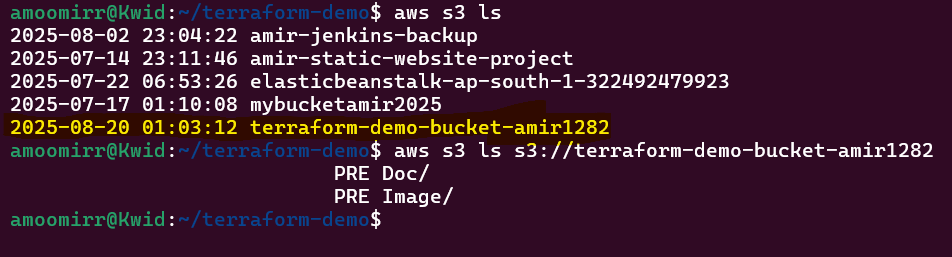 amoomirr@Kwid:~/terraform-demo$ aws s3 ls
2025-08-02 23:04:22 amir-jenkins-backup
2025-07-14 23:11:46 amir-static-website-project
2025-07-22 06:53:26 elasticbeanstalk-ap-south-1-322492479923
2025-07-17 01:10:08 mybucketamir2025
2025-08-20 01:03:12 terraform-demo-bucket-amir1282
amoomirr@Kwid:~/terraform-demo$ aws s3 ls s3://terraform-demo-bucket-amir1282
                           PRE Doc/
                           PRE Image/
amoomirr@Kwid:~/terraform-demo$